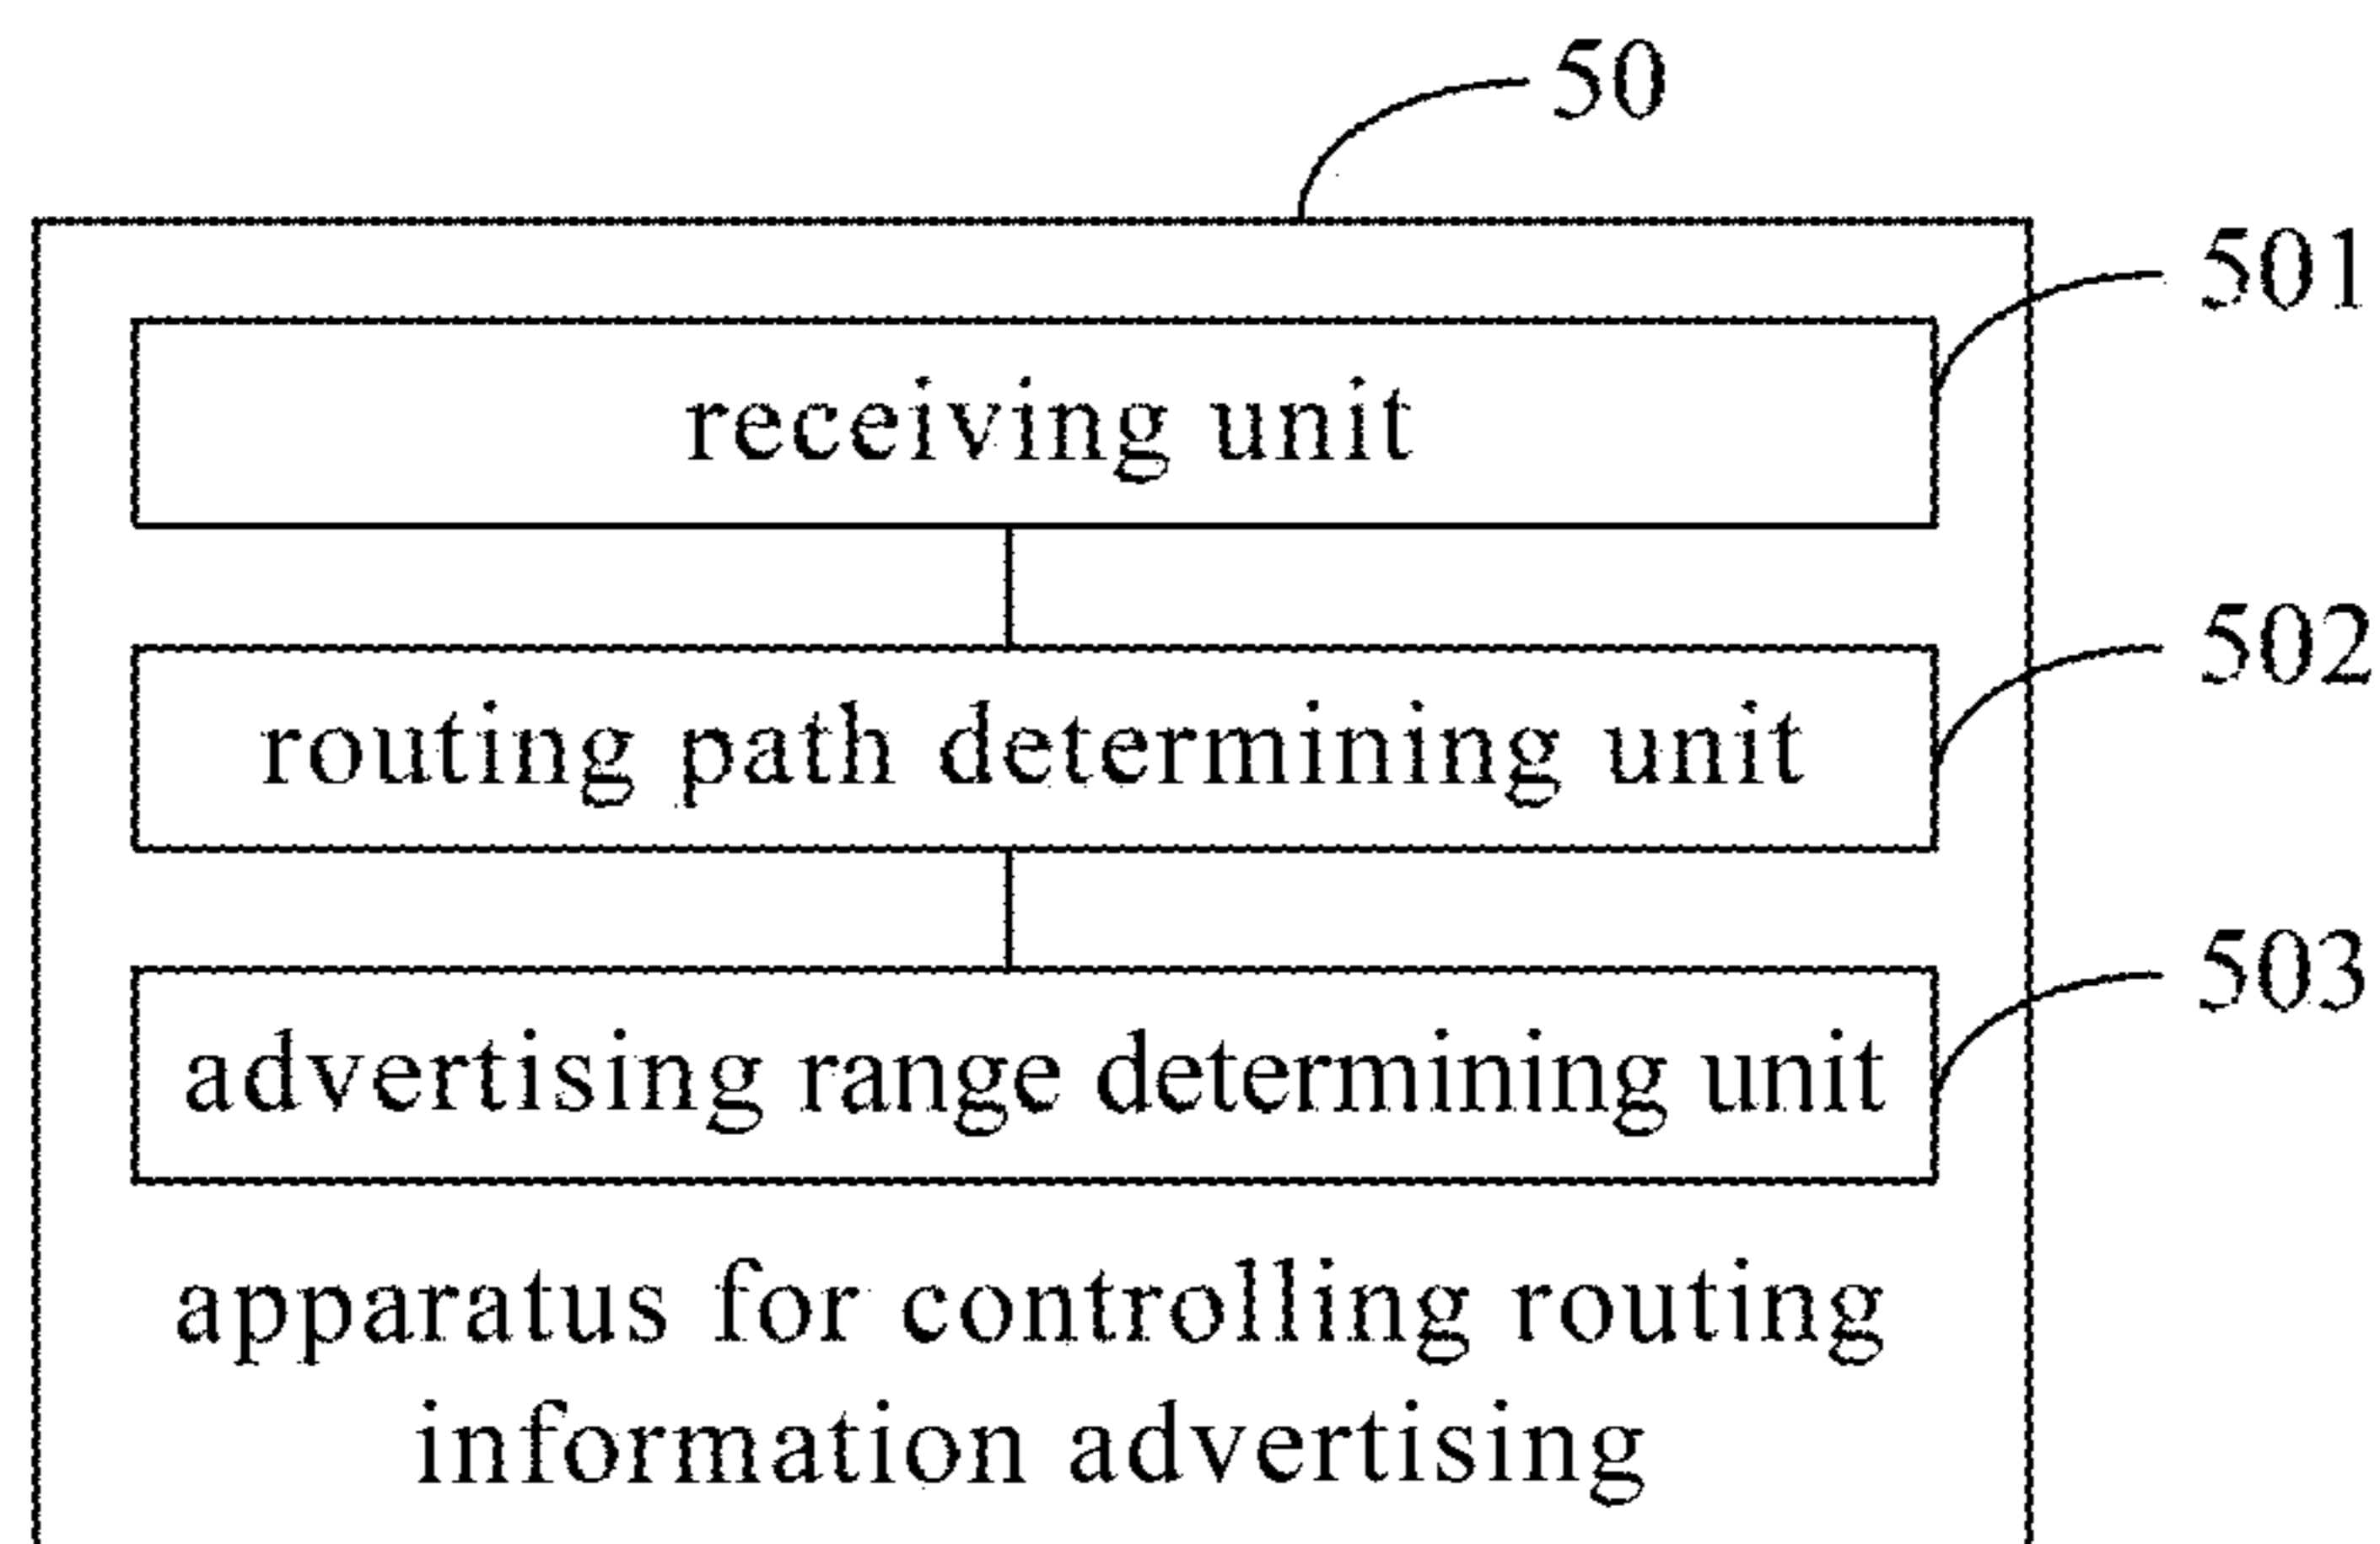 50
501
receiving unit
502
routing path determining unit
503
advertising range determining unit
apparatus for controlling routing
information advertising